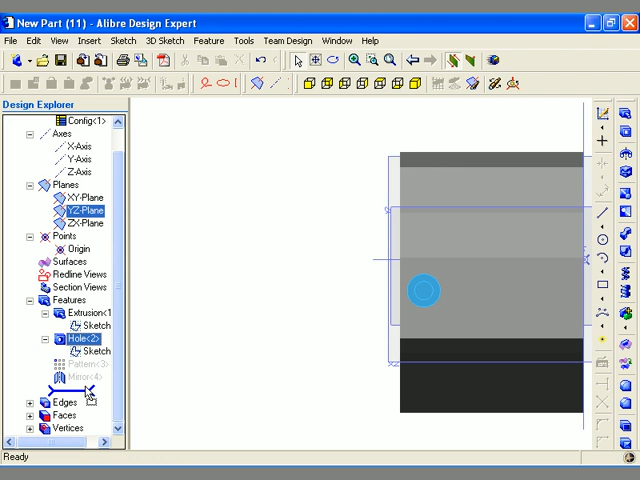 New Part (11) - Alibre Design Expert
File Edit View Insert Sketch 3D Sketch Feature Tools Team Design Window Help
Design Explorer
Config<1>
Axes
X-Axis
Y-Axis
Z-Axis
Planes
XY-Plane
YZ-Plane
ZX-Plane
Points
Origin
Surfaces
Redline Views
Section Views
Features
Extrusion<1
Sketch
Hole<2>
Sketch
Pattern<3>
Mirror<4>
Edges
Faces
Vertices
Ready